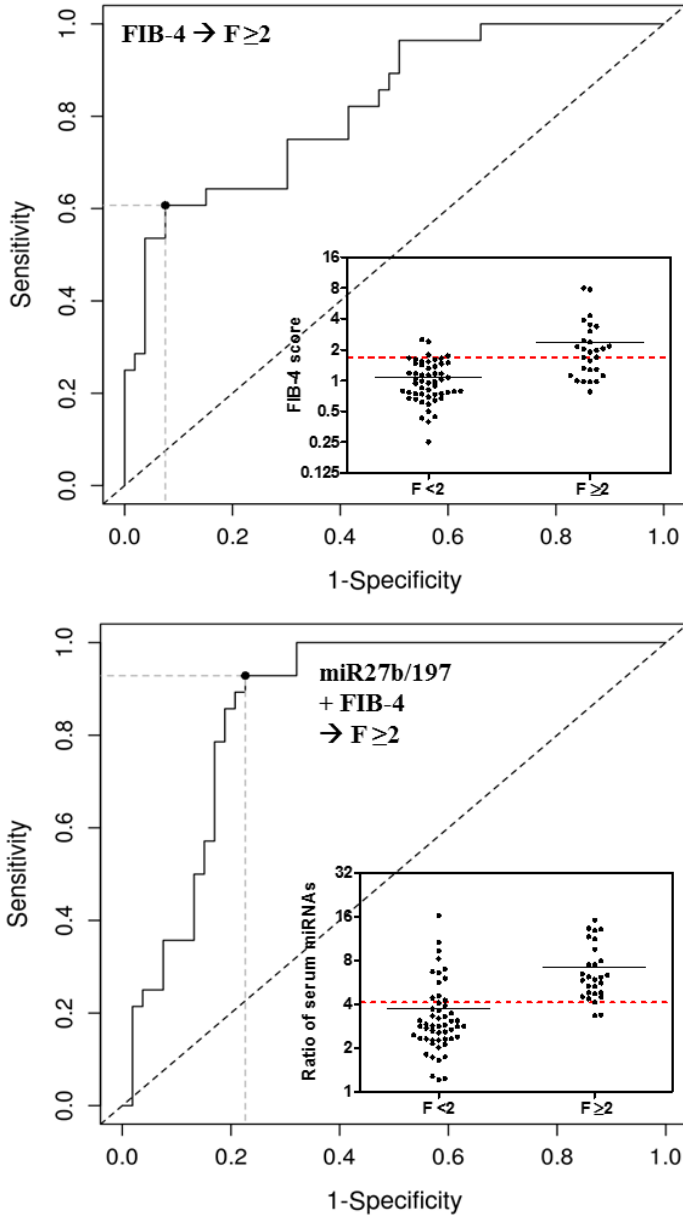 FIB-4 → F ≥2
Sensitivity
1.0
0.8
0.6
0.4
0.2
0.0
FIB-4 score
16
8
4
2
1
0.5
0.25
0.125
F <2
F ≥2
0.0
0.2
0.4
0.6
0.8
1.0
1-Specificity
miR27b/197
+ FIB-4
→ F ≥2
Sensitivity
1.0
0.8
0.6
0.4
0.2
0.0
Ratio of serum miRNAs
32
16
8
4
2
1
F <2
F ≥2
0.0
0.2
0.4
0.6
0.8
1.0
1-Specificity